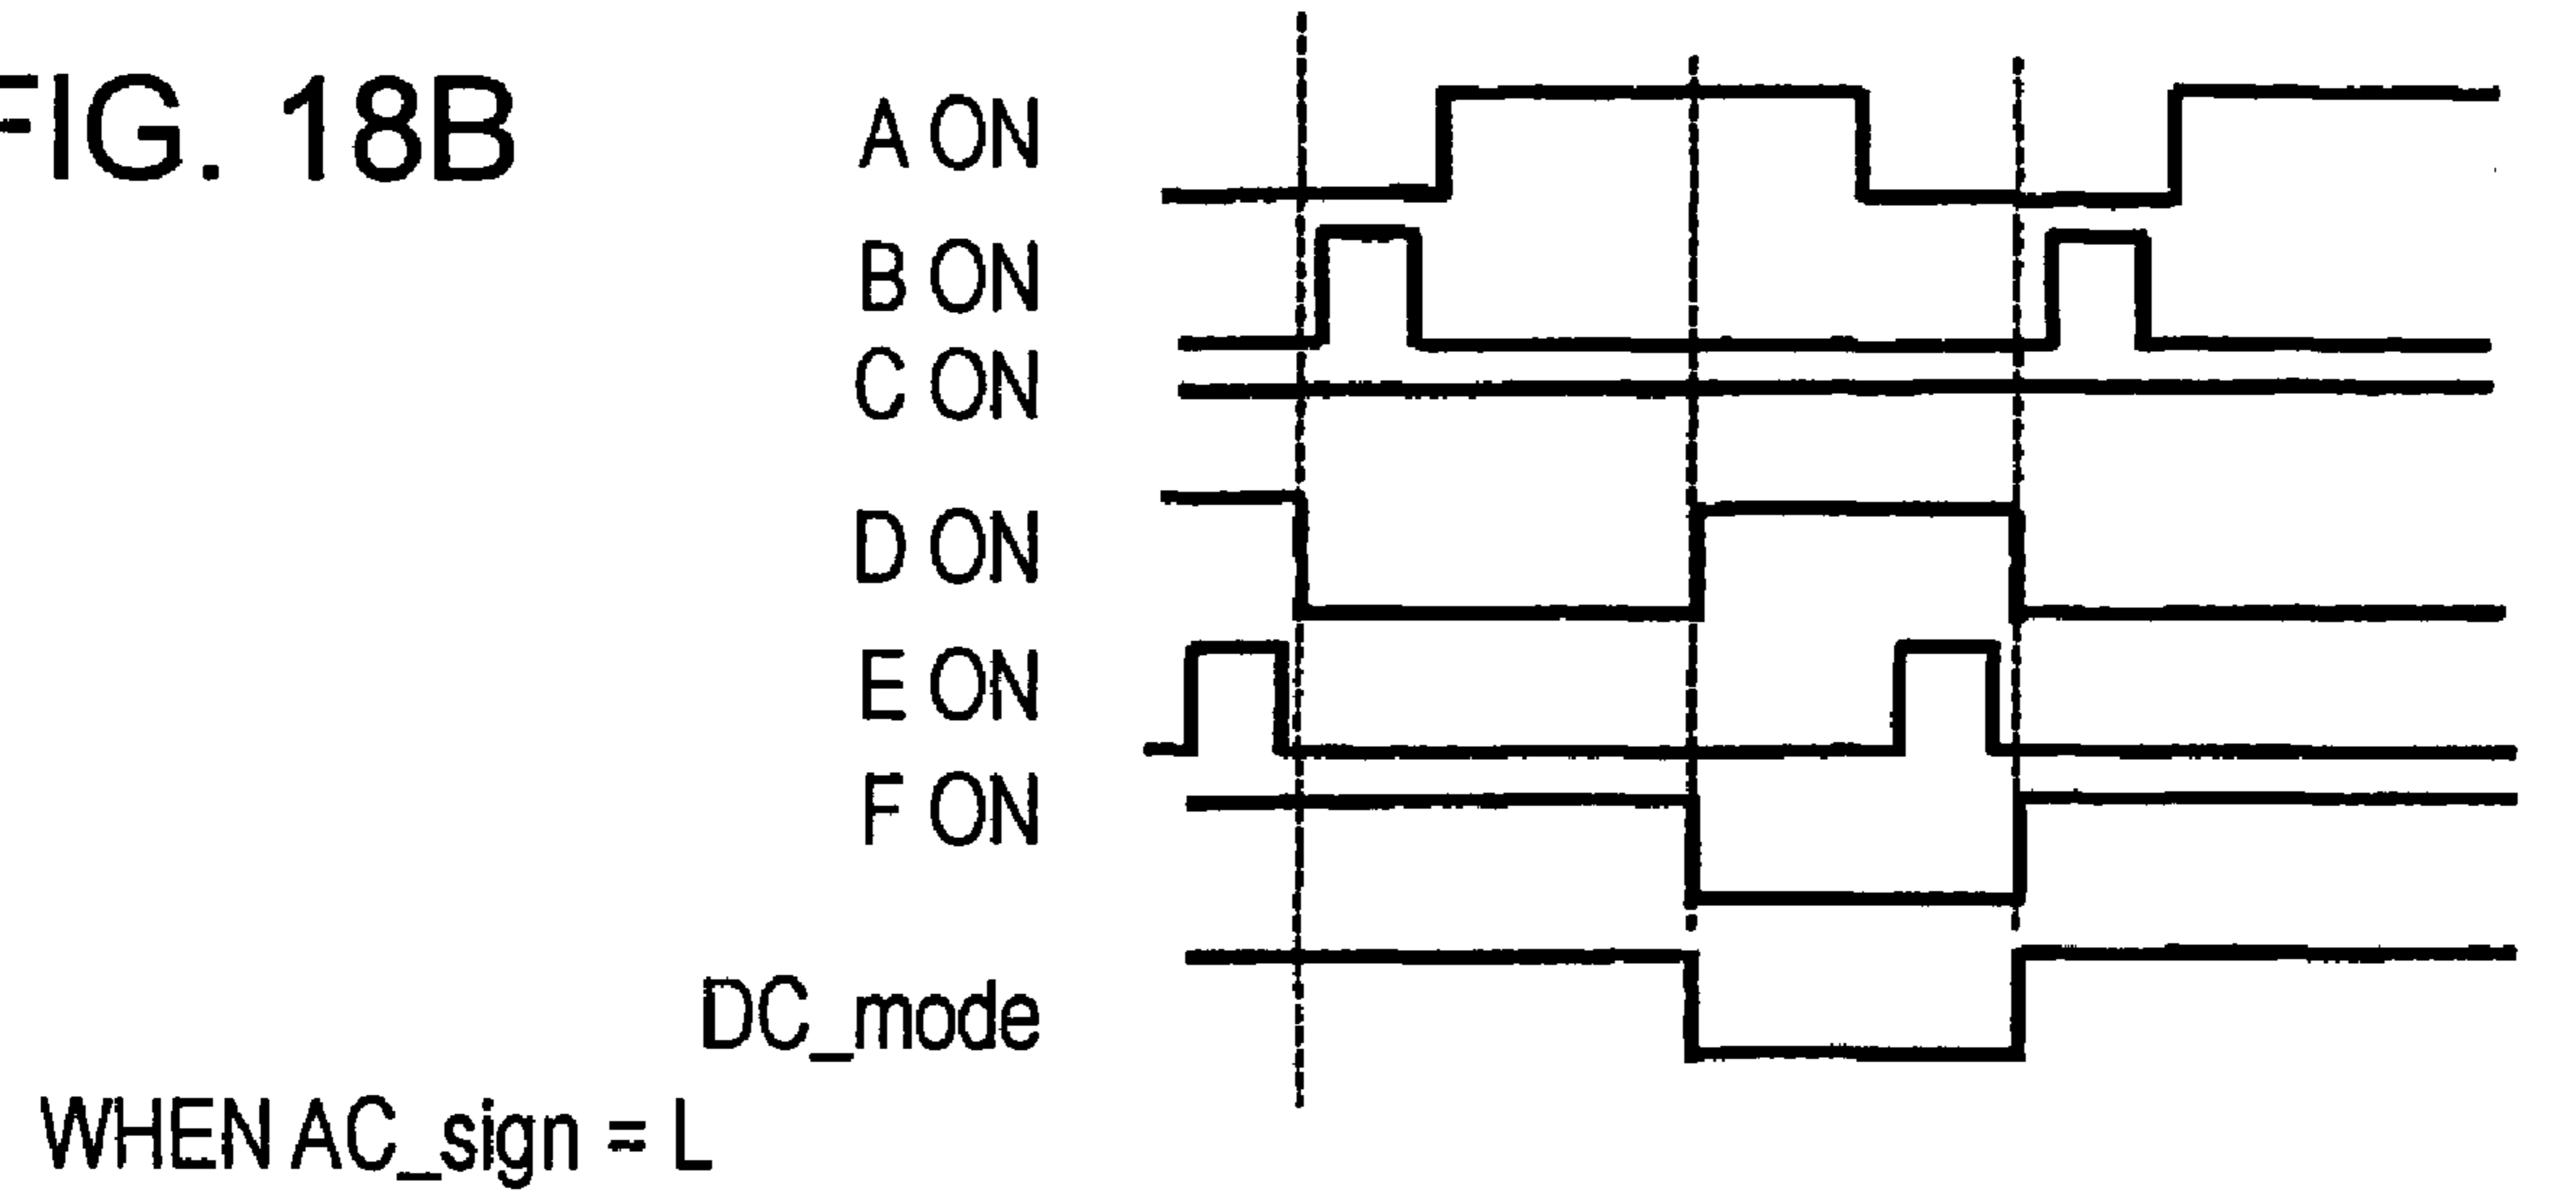 FIG. 18B
A ON
B ON
C ON
D ON
E ON
F ON
DC_mode
WHEN AC_sign = L